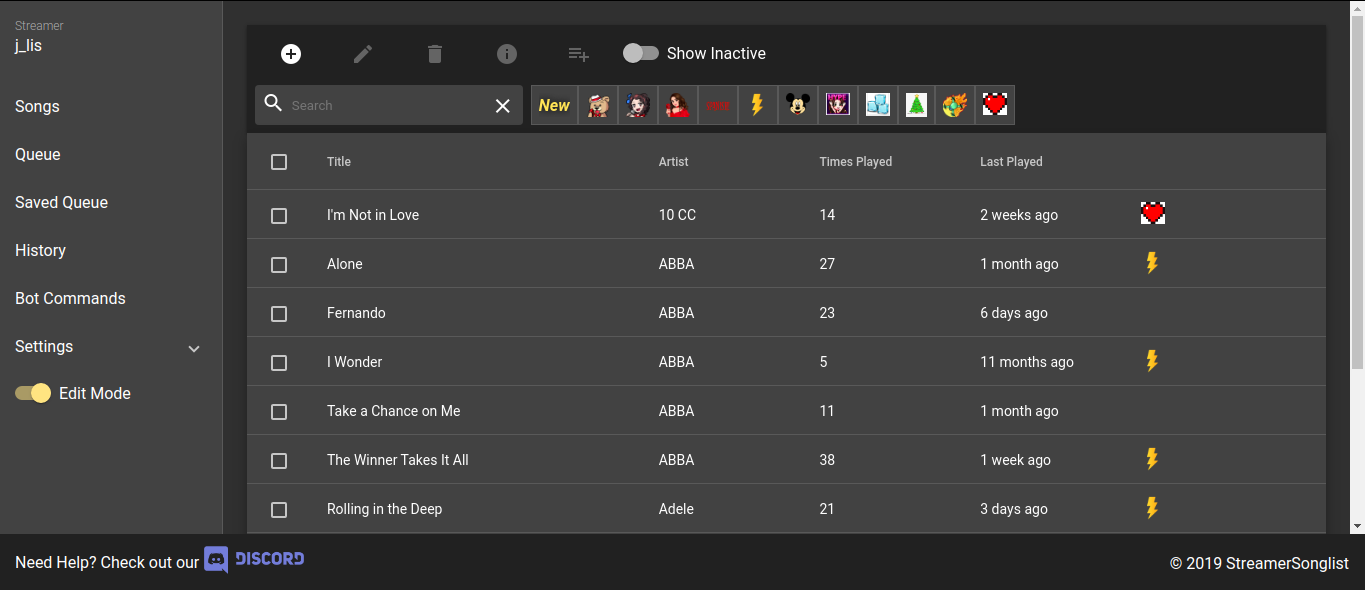 Streamer
j_lis
Songs
Queue
Saved Queue
History
Bot Commands
Settings
Edit Mode
Show Inactive
Search
New
Title Artist Times Played Last Played
I'm Not in Love 10 CC 14 2 weeks ago
Alone ABBA 27 1 month ago
Fernando ABBA 23 6 days ago
I Wonder ABBA 5 11 months ago
Take a Chance on Me ABBA 11 1 month ago
The Winner Takes It All ABBA 38 1 week ago
Rolling in the Deep Adele 21 3 days ago
Need Help? Check out our DISCORD
© 2019 StreamerSonglist